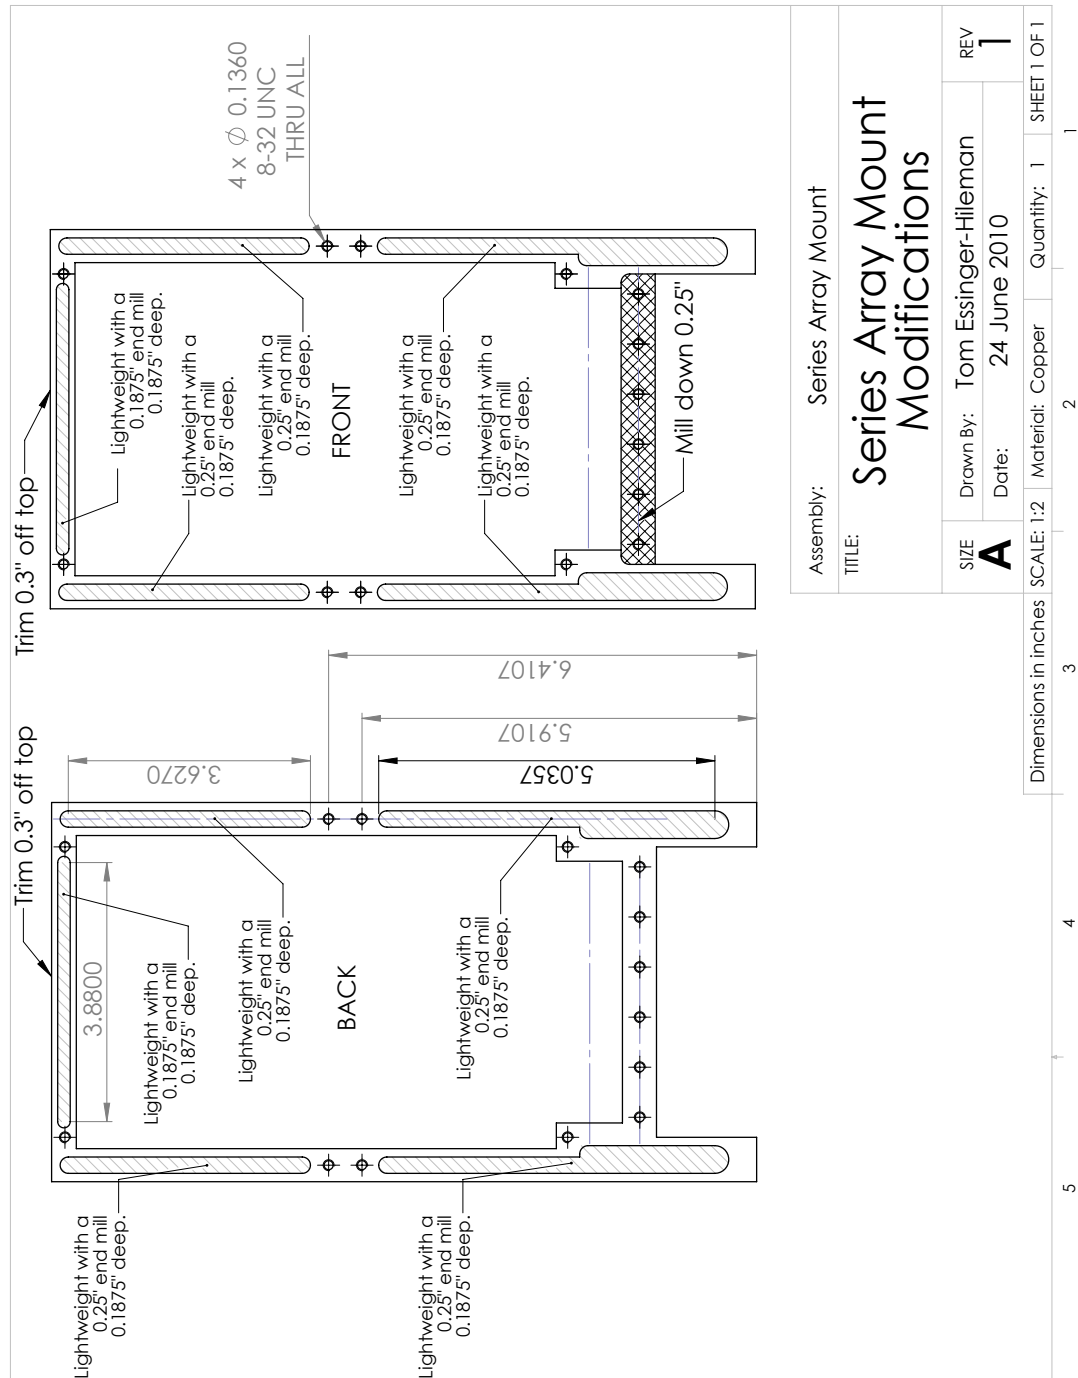 Trim 0.3" off top
Lightweight with a
0.1875" end mill
0.1875" deep.
Lightweight with a
0.25" end mill
0.1875" deep.
Lightweight with a
0.25" end mill
0.1875" deep.
FRONT
Lightweight with a
0.25" end mill
0.1875" deep.
Lightweight with a
0.25" end mill
0.1875" deep.
Mill down 0.25"
4 x Ø 0.1360
8-32 UNC
THRU ALL
Trim 0.3" off top
3.8800
Lightweight with a
0.1875" end mill
0.1875" deep.
Lightweight with a
0.25" end mill
0.1875" deep.
BACK
Lightweight with a
0.25" end mill
0.1875" deep.
Lightweight with a
0.25" end mill
0.1875" deep.
Lightweight with a
0.25" end mill
0.1875" deep.
3.6270
5.0357
5.9107
6.4107
Assembly: Series Array Mount
TITLE:
Series Array Mount
Modifications
SIZE
A
Drawn By: Tom Essinger-Hileman
Date: 24 June 2010
REV
1
Dimensions in inches SCALE: 1:2 Material: Copper Quantity: 1 SHEET 1 OF 1
5 4 3 2 1